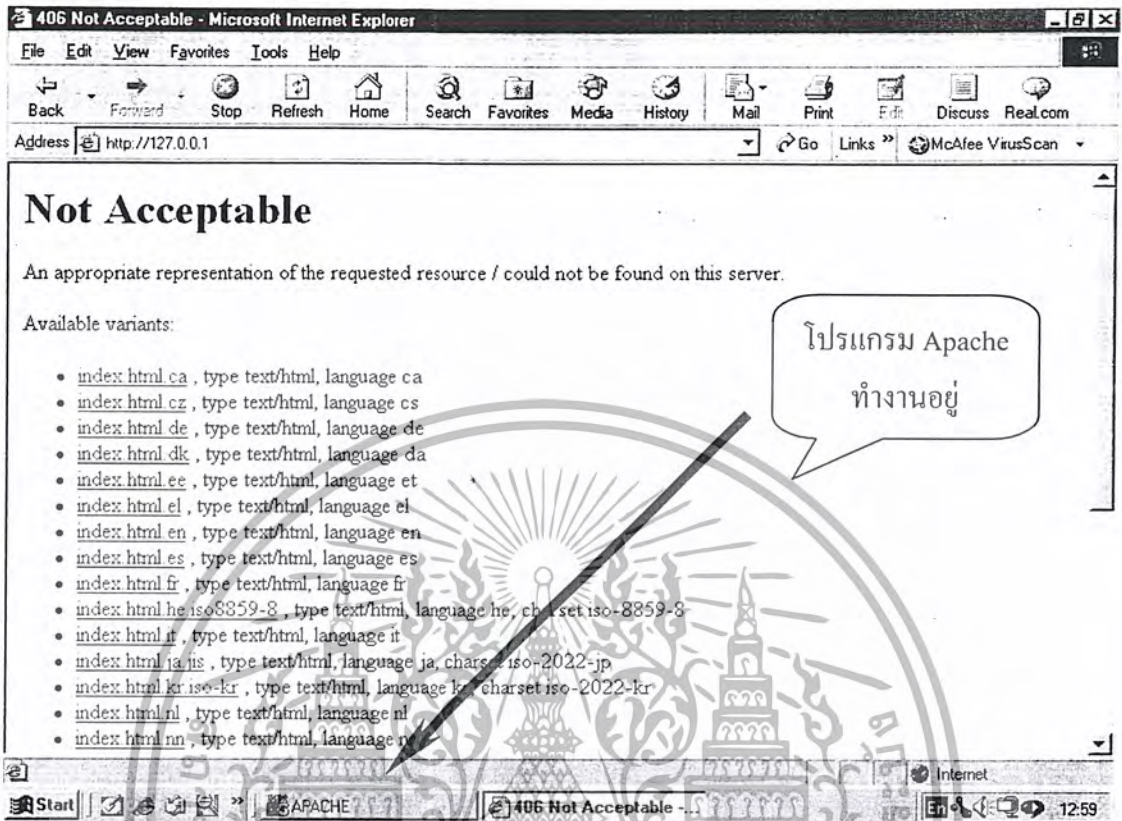 406 Not Acceptable - Microsoft Internet Explorer
File Edit View Favorites Tools Help
Back Forward Stop Refresh Home Search Favorites Media History Mail Print Edit Discuss Real.com
Address http://127.0.0.1 Go Links » McAfee VirusScan
Not Acceptable
An appropriate representation of the requested resource / could not be found on this server.
Available variants:
โปรแกรม Apache
ทำงานอยู่
• index.html.ca , type text/html, language ca
• index.html.cz , type text/html, language cs
• index.html.de , type text/html, language de
• index.html.dk , type text/html, language da
• index.html.ee , type text/html, language et
• index.html.el , type text/html, language el
• index.html.en , type text/html, language en
• index.html.es , type text/html, language es
• index.html.fr , type text/html, language fr
• index.html.he.iso8859-8 , type text/html, language he, charset iso-8859-8
• index.html.it , type text/html, language it
• index.html.ja.jis , type text/html, language ja, charset iso-2022-jp
• index.html.kr.iso-kr , type text/html, language kr, charset iso-2022-kr
• index.html.nl , type text/html, language nl
• index.html.nn , type text/html, language
Internet
Start » APACHE 406 Not Acceptable -... En 12:59